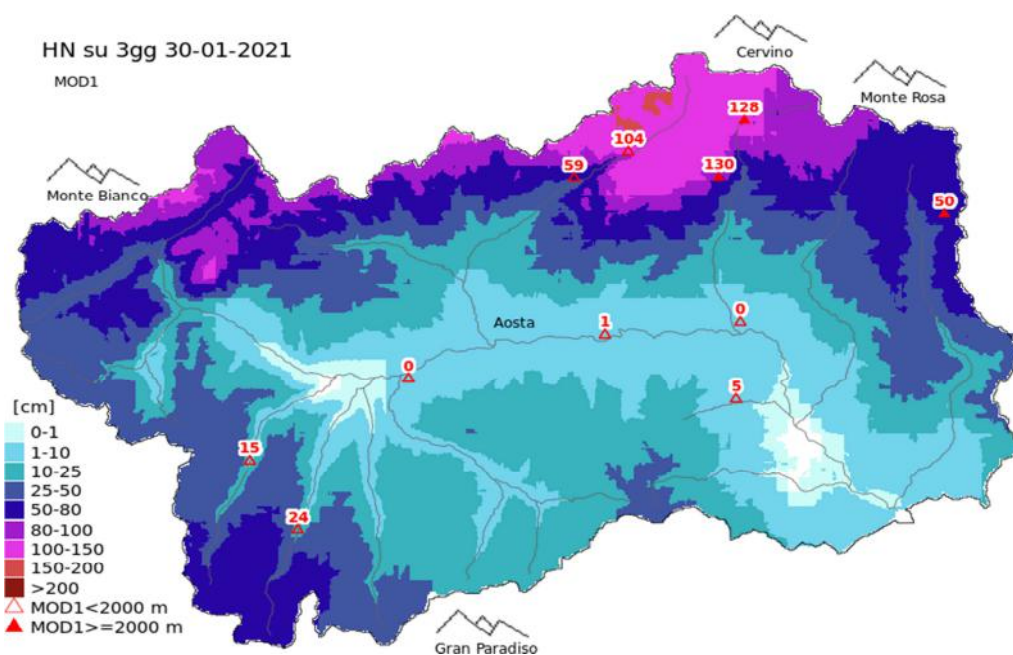 HN su 3gg 30-01-2021
MOD1
Cervino
Monte Rosa
Monte Bianco
128
104
130
59
50
0
1
Aosta
0
5
15
24
[cm]
0-1
1-10
10-25
25-50
50-80
80-100
100-150
150-200
>200
MOD1<2000 m
MOD1>=2000 m
Gran Paradiso